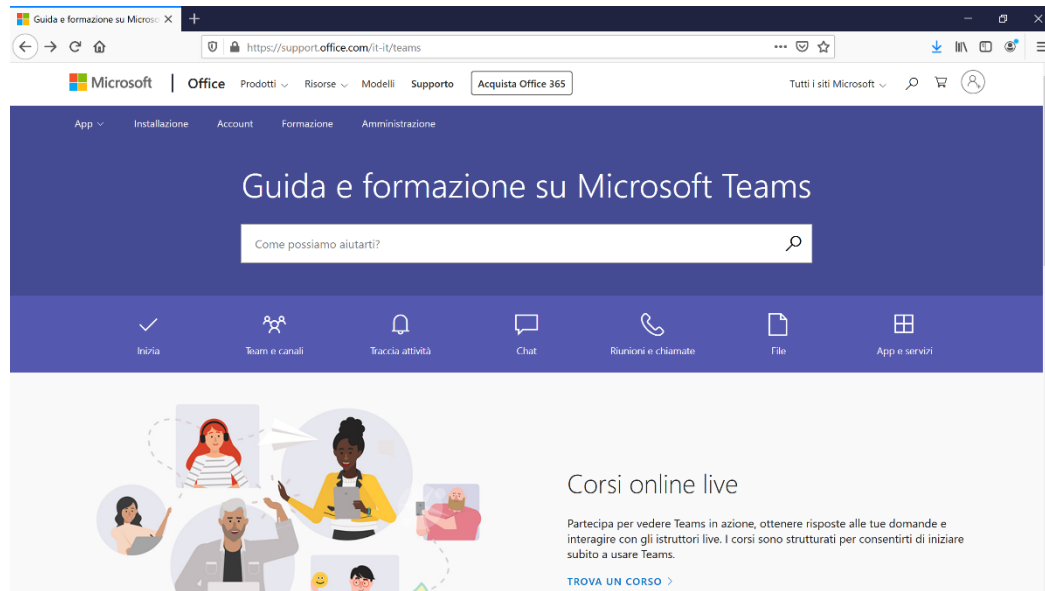 Guida e formazione su Microso
https://support.office.com/it-it/teams
Microsoft Office Prodotti Risorse Modelli Supporto Acquista Office 365 Tutti i siti Microsoft
App Installazione Account Formazione Amministrazione
Guida e formazione su Microsoft Teams
Come possiamo aiutarti?
Inizia Team e canali Traccia attività Chat Riunioni e chiamate File App e servizi
Corsi online live
Partecipa per vedere Teams in azione, ottenere risposte alle tue domande e
interagire con gli istruttori live. I corsi sono strutturati per consentirti di iniziare
subito a usare Teams.
TROVA UN CORSO